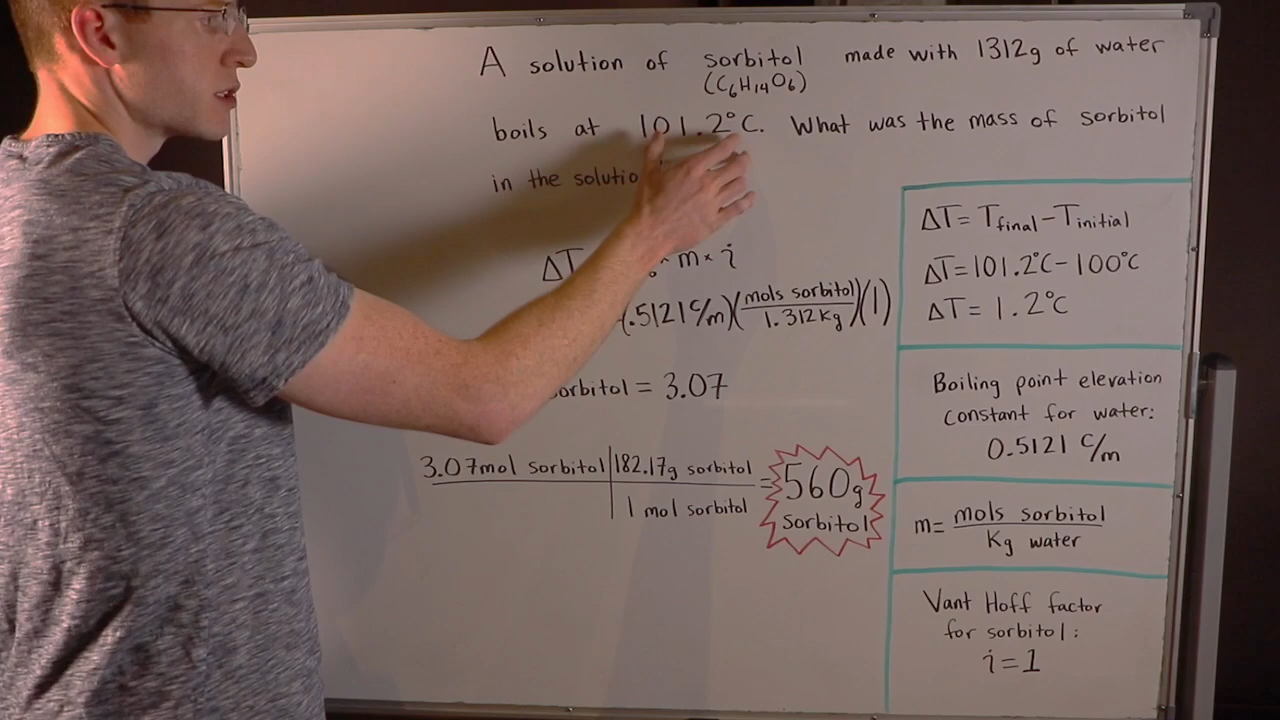 A solution of sorbitol made with 1312g of water
(C₆H₁₄O₆)
boils at 101.2°C. What was the mass of sorbitol
in the solutio
ΔT m × i
(.5121 °C/m)(mols sorbitol/1.312 Kg)(1)
orbitol = 3.07
3.07mol sorbitol | 182.17g sorbitol
1 mol sorbitol
= 560g
sorbitol
ΔT = Tfinal - Tinitial
ΔT = 101.2°C - 100°C
ΔT = 1.2°C
Boiling point elevation
constant for water:
0.5121 °C/m
m = mols sorbitol
Kg water
Vant Hoff factor
for sorbitol:
i = 1